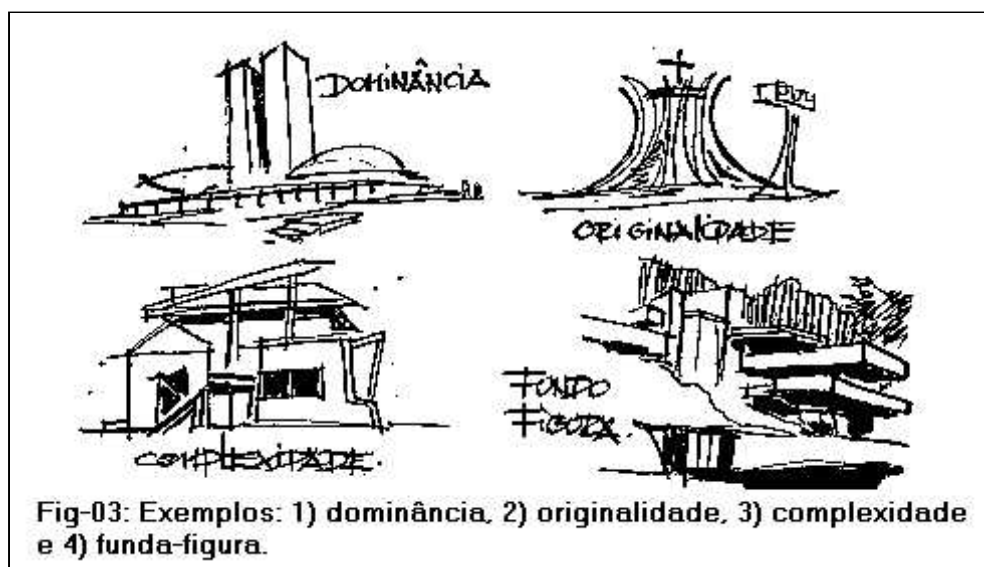 DOMINÂNCIA
ORIGINALIDADE
COMPLEXIDADE.
FUNDO
FIGURA.
Fig-03: Exemplos: 1) dominância, 2) originalidade, 3) complexidade
e 4) funda-figura.